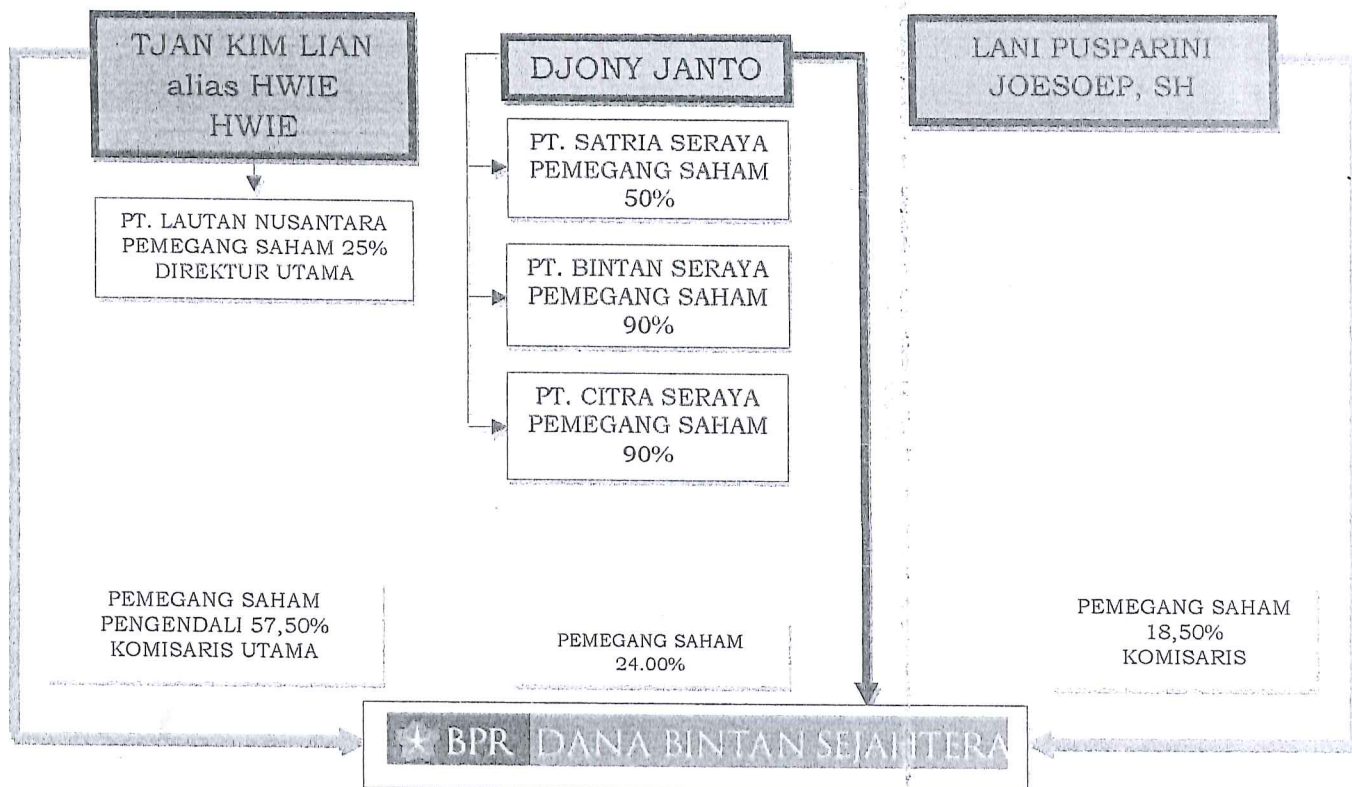 TJAN KIM LIAN
alias HWIE
HWIE
DJONY JANTO
LANI PUSPARINI
JOESOEP, SH
PT. LAUTAN NUSANTARA
PEMEGANG SAHAM 25%
DIREKTUR UTAMA
PT. SATRIA SERAYA
PEMEGANG SAHAM
50%
PT. BINTAN SERAYA
PEMEGANG SAHAM
90%
PT. CITRA SERAYA
PEMEGANG SAHAM
90%
PEMEGANG SAHAM
PENGENDALI 57,50%
KOMISARIS UTAMA
PEMEGANG SAHAM
24.00%
PEMEGANG SAHAM
18,50%
KOMISARIS
BPR DANA BINTAN SEJAHTERA